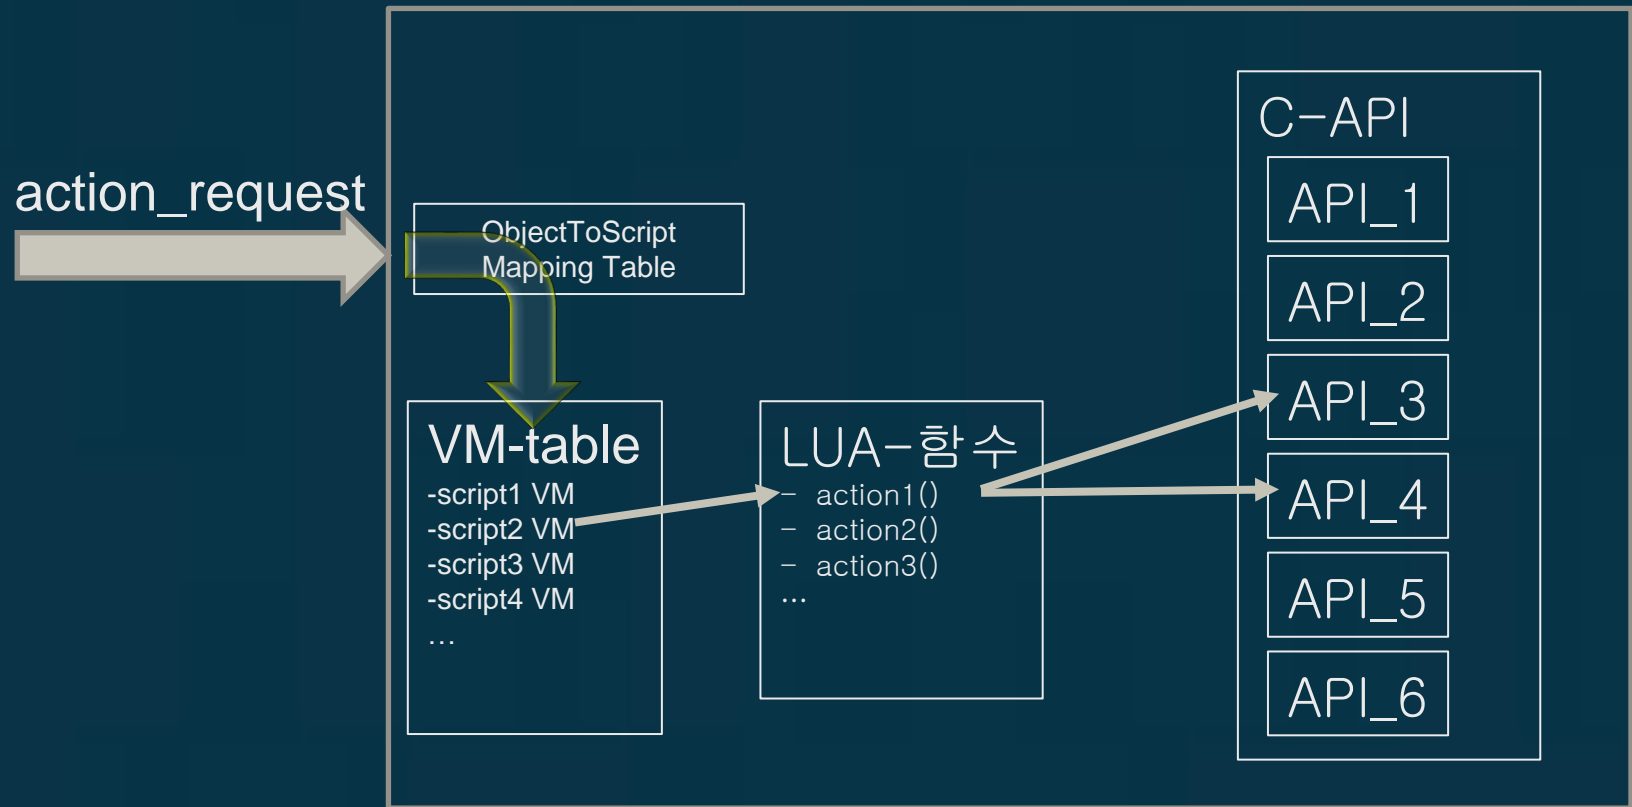 action_request
ObjectToScript
Mapping Table
VM-table
-script1 VM
-script2 VM
-script3 VM
-script4 VM
...
LUA-함수
- action1()
- action2()
- action3()
...
C-API
API_1
API_2
API_3
API_4
API_5
API_6